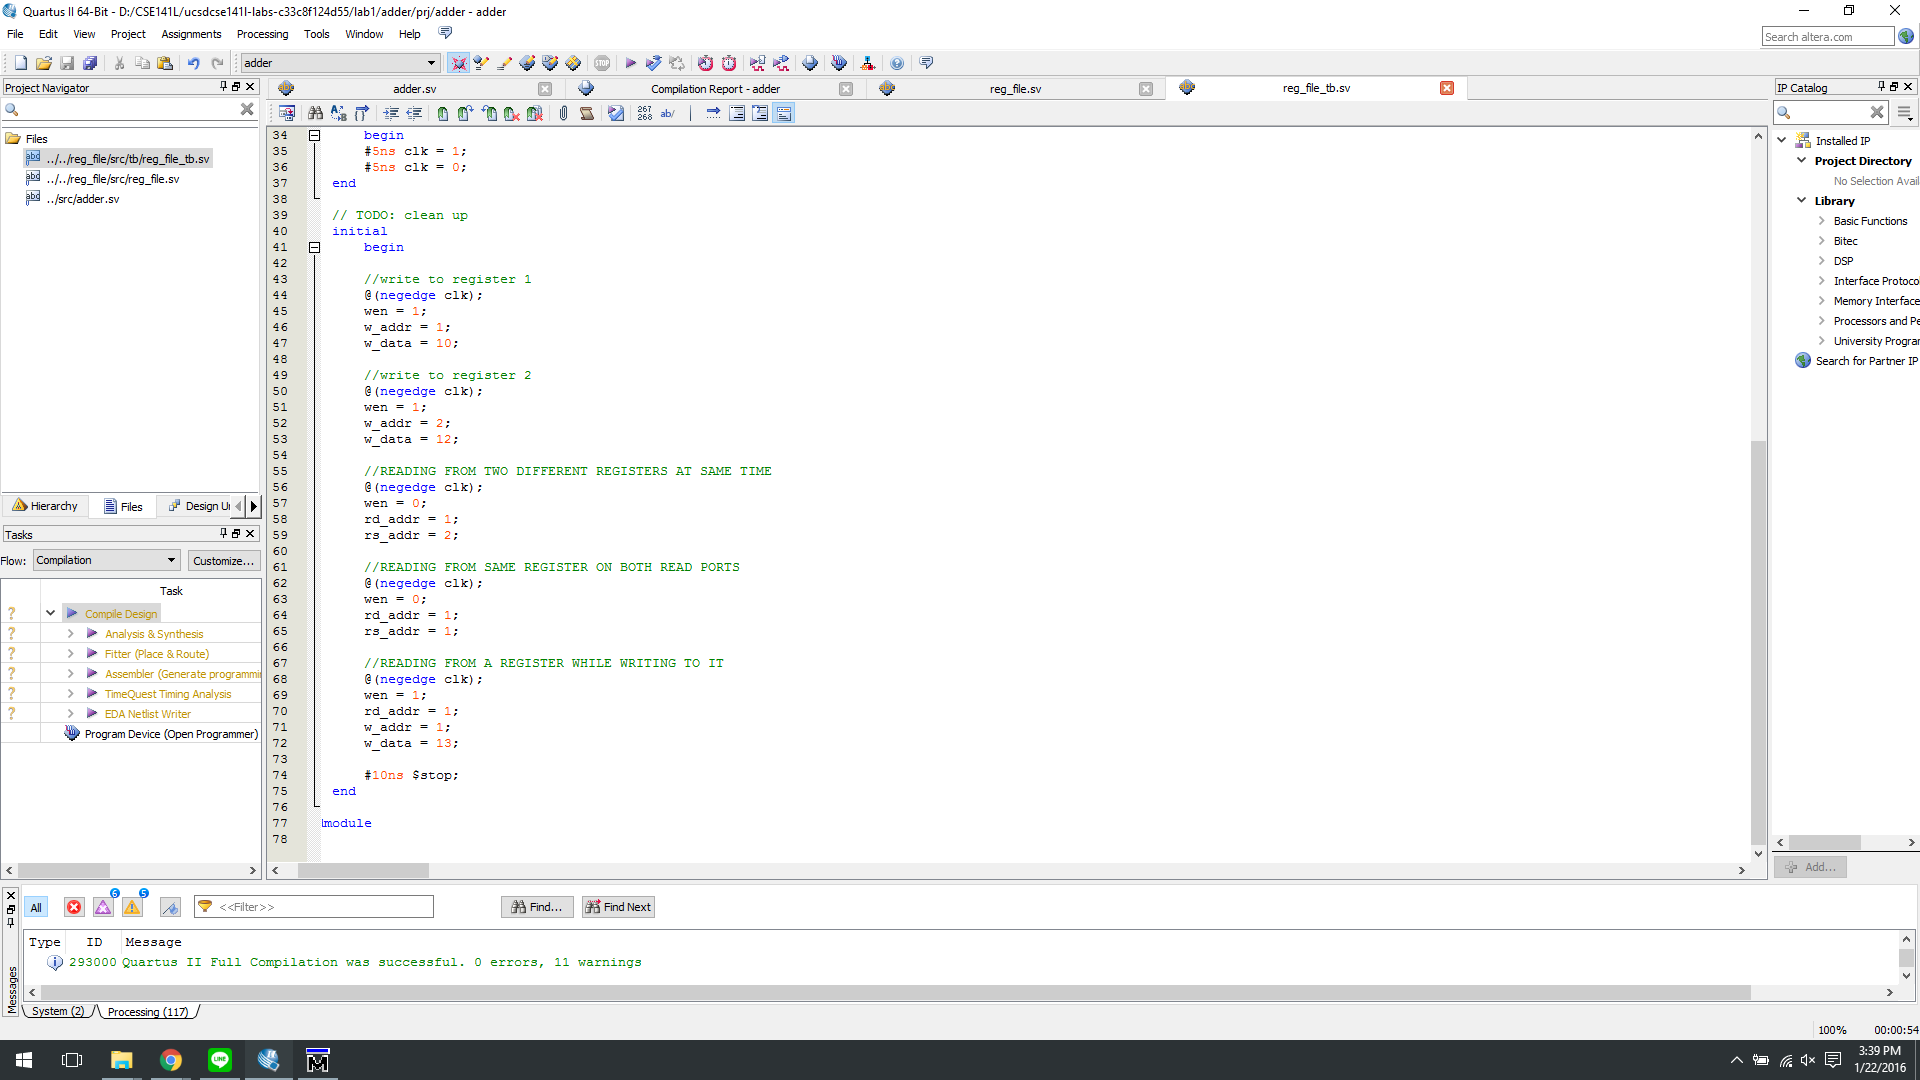 Quartus II 64-Bit - D:/CSE141L/ucsdcse141l-labs-c33c8f124d55/lab1/adder/prj/adder - adder
File Edit View Project Assignments Processing Tools Window Help
Search altera.com
adder
STOP
Project Navigator
Files
../../reg_file/src/tb/reg_file_tb.sv
../../reg_file/src/reg_file.sv
../src/adder.sv
Hierarchy Files Design Ur
Tasks
Flow: Compilation Customize...
Task
Compile Design
Analysis & Synthesis
Fitter (Place & Route)
Assembler (Generate programmi
TimeQuest Timing Analysis
EDA Netlist Writer
Program Device (Open Programmer)
adder.sv Compilation Report - adder reg_file.sv reg_file_tb.sv
267 268 ab/
34 begin
35 #5ns clk = 1;
36 #5ns clk = 0;
37 end
38
39 // TODO: clean up
40 initial
41 begin
42
43 //write to register 1
44 @(negedge clk);
45 wen = 1;
46 w_addr = 1;
47 w_data = 10;
48
49 //write to register 2
50 @(negedge clk);
51 wen = 1;
52 w_addr = 2;
53 w_data = 12;
54
55 //READING FROM TWO DIFFERENT REGISTERS AT SAME TIME
56 @(negedge clk);
57 wen = 0;
58 rd_addr = 1;
59 rs_addr = 2;
60
61 //READING FROM SAME REGISTER ON BOTH READ PORTS
62 @(negedge clk);
63 wen = 0;
64 rd_addr = 1;
65 rs_addr = 1;
66
67 //READING FROM A REGISTER WHILE WRITING TO IT
68 @(negedge clk);
69 wen = 1;
70 rd_addr = 1;
71 w_addr = 1;
72 w_data = 13;
73
74 #10ns $stop;
75 end
76
77 module
78
IP Catalog
Installed IP
Project Directory
No Selection Avail
Library
Basic Functions
Bitec
DSP
Interface Protoco
Memory Interface
Processors and Pe
University Progra
Search for Partner IP
Add...
All 6 5 <<Filter>> Find... Find Next
Type ID Message
293000 Quartus II Full Compilation was successful. 0 errors, 11 warnings
Messages
System (2) Processing (117)
100% 00:00:54
LINE
M
3:39 PM
1/22/2016